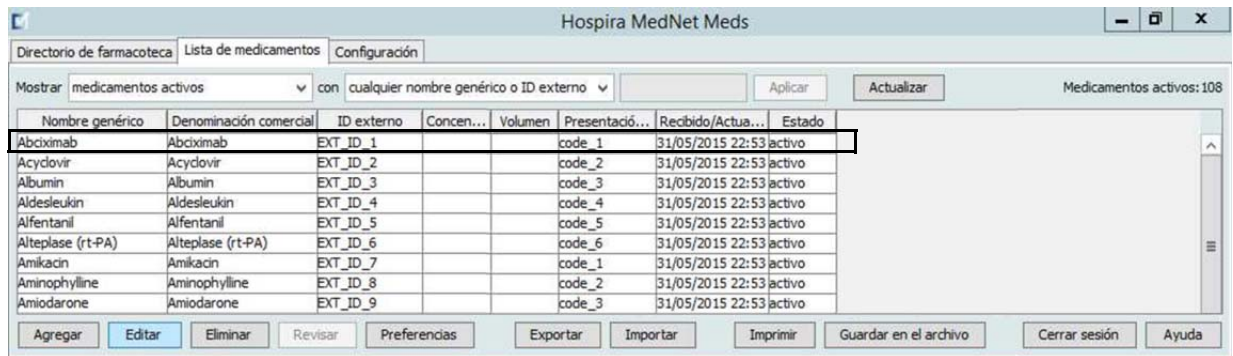 Hospira MedNet Meds
Directorio de farmacoteca Lista de medicamentos Configuración
Mostrar medicamentos activos con cualquier nombre genérico o ID externo Aplicar Actualizar Medicamentos activos: 108
Nombre genérico Denominación comercial ID externo Concen... Volumen Presentació... Recibido/Actua... Estado
Abciximab Abciximab EXT_ID_1 code_1 31/05/2015 22:53 activo
Acyclovir Acyclovir EXT_ID_2 code_2 31/05/2015 22:53 activo
Albumin Albumin EXT_ID_3 code_3 31/05/2015 22:53 activo
Aldesleukin Aldesleukin EXT_ID_4 code_4 31/05/2015 22:53 activo
Alfentanil Alfentanil EXT_ID_5 code_5 31/05/2015 22:53 activo
Alteplase (rt-PA) Alteplase (rt-PA) EXT_ID_6 code_6 31/05/2015 22:53 activo
Amikacin Amikacin EXT_ID_7 code_1 31/05/2015 22:53 activo
Aminophylline Aminophylline EXT_ID_8 code_2 31/05/2015 22:53 activo
Amiodarone Amiodarone EXT_ID_9 code_3 31/05/2015 22:53 activo
Agregar Editar Eliminar Revisar Preferencias Exportar Importar Imprimir Guardar en el archivo Cerrar sesión Ayuda